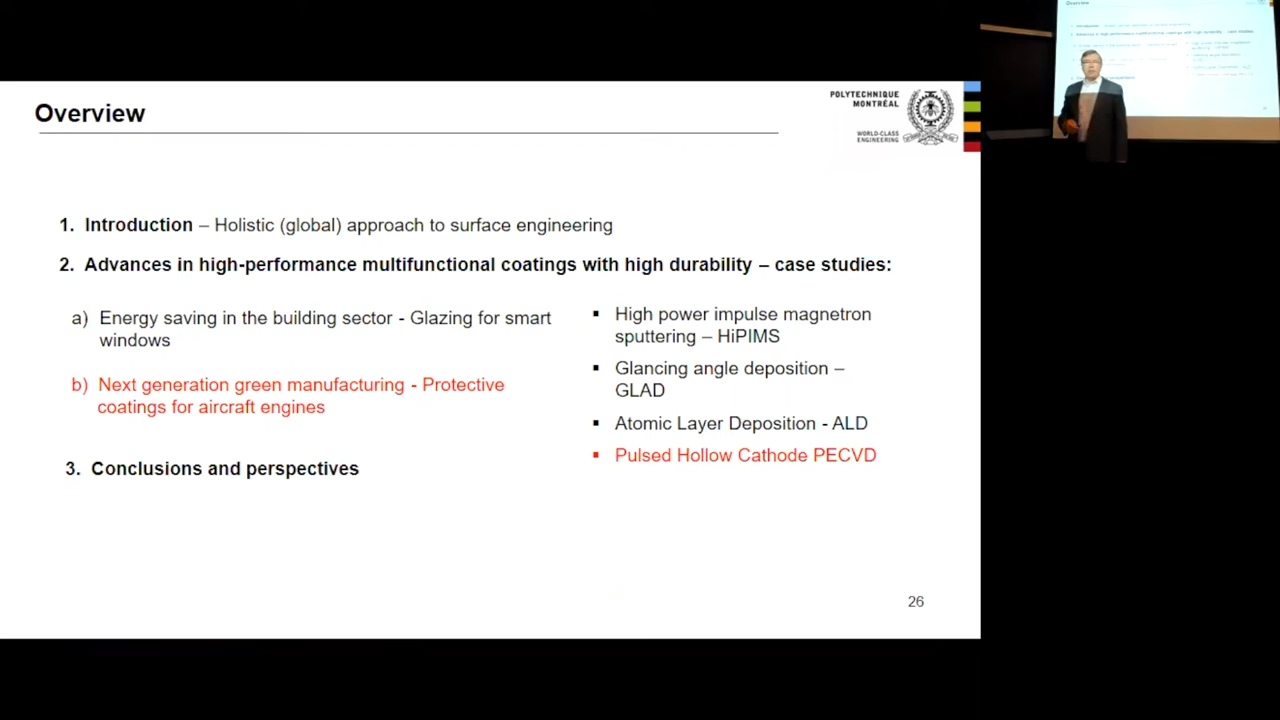 Overview
POLYTECHNIQUE
MONTRÉAL
WORLD-CLASS
ENGINEERING
1. Introduction – Holistic (global) approach to surface engineering
2. Advances in high-performance multifunctional coatings with high durability – case studies:
a) Energy saving in the building sector - Glazing for smart
windows
b) Next generation green manufacturing - Protective
coatings for aircraft engines
▪ High power impulse magnetron
sputtering – HiPIMS
▪ Glancing angle deposition –
GLAD
▪ Atomic Layer Deposition - ALD
▪ Pulsed Hollow Cathode PECVD
3. Conclusions and perspectives
26
Overview